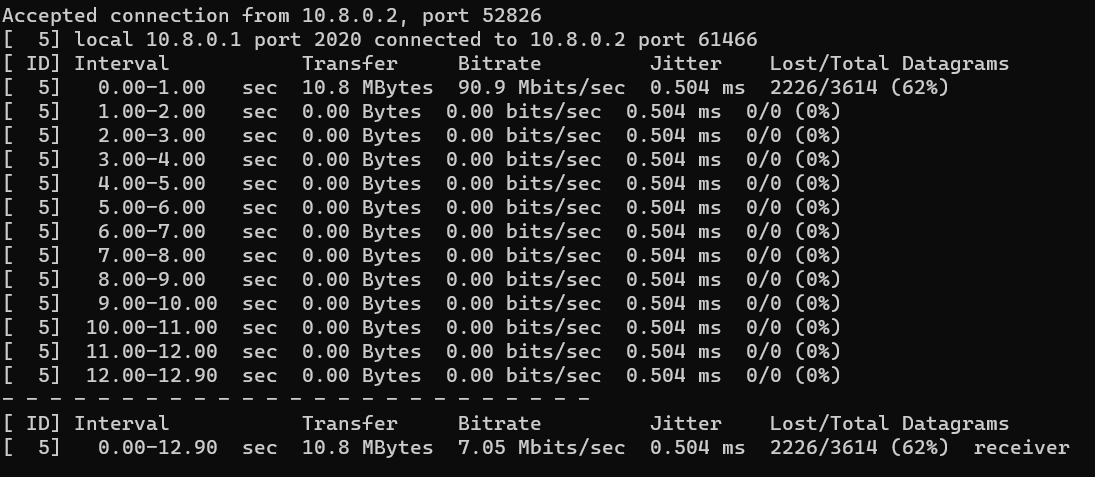 Accepted connection from 10.8.0.2, port 52826
[  5] local 10.8.0.1 port 2020 connected to 10.8.0.2 port 61466
[ ID] Interval           Transfer     Bitrate         Jitter    Lost/Total Datagrams
[  5]   0.00-1.00   sec  10.8 MBytes  90.9 Mbits/sec  0.504 ms  2226/3614 (62%)
[  5]   1.00-2.00   sec  0.00 Bytes  0.00 bits/sec  0.504 ms  0/0 (0%)
[  5]   2.00-3.00   sec  0.00 Bytes  0.00 bits/sec  0.504 ms  0/0 (0%)
[  5]   3.00-4.00   sec  0.00 Bytes  0.00 bits/sec  0.504 ms  0/0 (0%)
[  5]   4.00-5.00   sec  0.00 Bytes  0.00 bits/sec  0.504 ms  0/0 (0%)
[  5]   5.00-6.00   sec  0.00 Bytes  0.00 bits/sec  0.504 ms  0/0 (0%)
[  5]   6.00-7.00   sec  0.00 Bytes  0.00 bits/sec  0.504 ms  0/0 (0%)
[  5]   7.00-8.00   sec  0.00 Bytes  0.00 bits/sec  0.504 ms  0/0 (0%)
[  5]   8.00-9.00   sec  0.00 Bytes  0.00 bits/sec  0.504 ms  0/0 (0%)
[  5]   9.00-10.00  sec  0.00 Bytes  0.00 bits/sec  0.504 ms  0/0 (0%)
[  5]  10.00-11.00  sec  0.00 Bytes  0.00 bits/sec  0.504 ms  0/0 (0%)
[  5]  11.00-12.00  sec  0.00 Bytes  0.00 bits/sec  0.504 ms  0/0 (0%)
[  5]  12.00-12.90  sec  0.00 Bytes  0.00 bits/sec  0.504 ms  0/0 (0%)
- - - - - - - - - - - - - - - - - - - - - - - - -
[ ID] Interval           Transfer     Bitrate         Jitter    Lost/Total Datagrams
[  5]   0.00-12.90  sec  10.8 MBytes  7.05 Mbits/sec  0.504 ms  2226/3614 (62%)  receiver